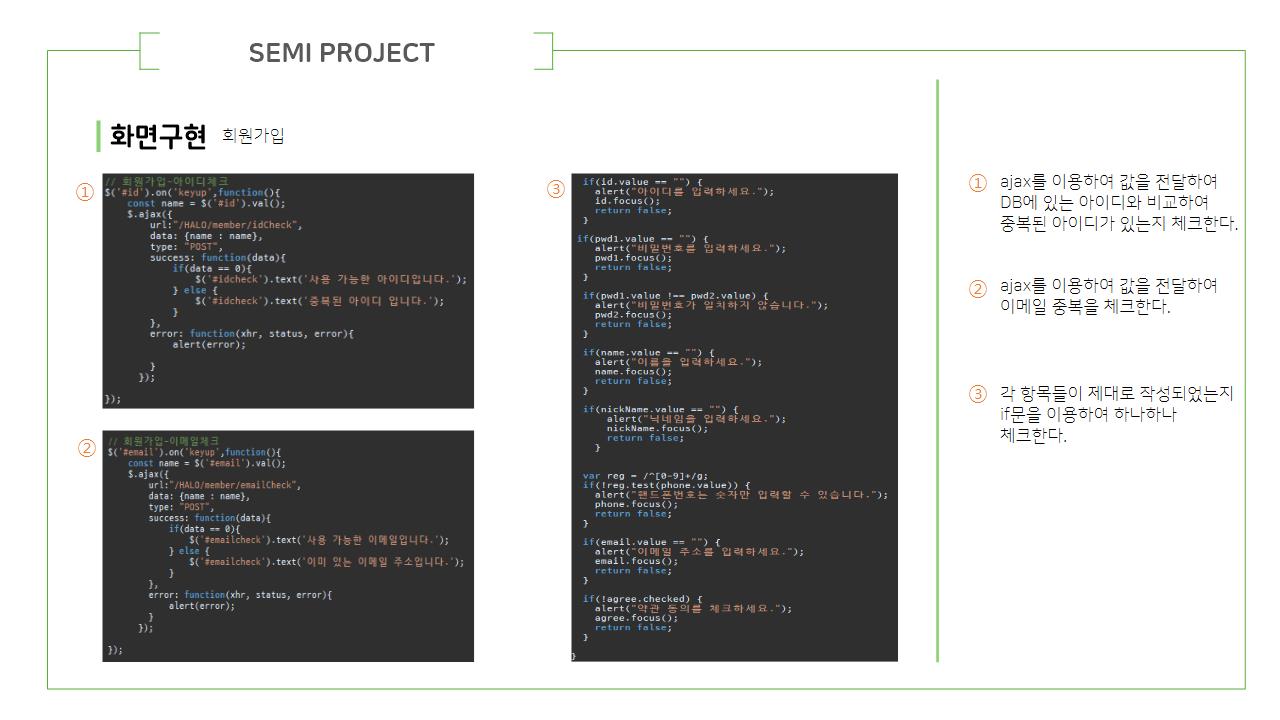 SEMI PROJECT
화면구현 회원가입
①
// 회원가입-아이디체크
$('#id').on('keyup',function(){
const name = $('#id').val();
$.ajax({
url:"/HALO/member/idCheck",
data: {name : name},
type: "POST",
success: function(data){
if(data == 0){
$('#idcheck').text('사용 가능한 아이디입니다.');
} else {
$('#idcheck').text('중복된 아이디 입니다.');
}
},
error: function(xhr, status, error){
alert(error);
}
});
});
②
// 회원가입-이메일체크
$('#email').on('keyup',function(){
const name = $('#email').val();
$.ajax({
url:"/HALO/member/emailCheck",
data: {name : name},
type: "POST",
success: function(data){
if(data == 0){
$('#emailcheck').text('사용 가능한 이메일입니다.');
} else {
$('#emailcheck').text('이미 있는 이메일 주소입니다.');
}
},
error: function(xhr, status, error){
alert(error);
}
});
});
③
if(id.value == "") {
alert("아이디를 입력하세요.");
id.focus();
return false;
}
if(pwd1.value == "") {
alert("비밀번호를 입력하세요.");
pwd1.focus();
return false;
}
if(pwd1.value !== pwd2.value) {
alert("비밀번호가 일치하지 않습니다.");
pwd2.focus();
return false;
}
if(name.value == "") {
alert("이름을 입력하세요.");
name.focus();
return false;
}
if(nickName.value == "") {
alert("닉네임을 입력하세요.");
nickName.focus();
return false;
}
var reg = /^[0-9]+/g;
if(!reg.test(phone.value)) {
alert("핸드폰번호는 숫자만 입력할 수 있습니다.");
phone.focus();
return false;
}
if(email.value == "") {
alert("이메일 주소를 입력하세요.");
email.focus();
return false;
}
if(!agree.checked) {
alert("약관 동의를 체크하세요.");
agree.focus();
return false;
}
}
① ajax를 이용하여 값을 전달하여
DB에 있는 아이디와 비교하여
중복된 아이디가 있는지 체크한다.
② ajax를 이용하여 값을 전달하여
이메일 중복을 체크한다.
③ 각 항목들이 제대로 작성되었는지
if문을 이용하여 하나하나
체크한다.